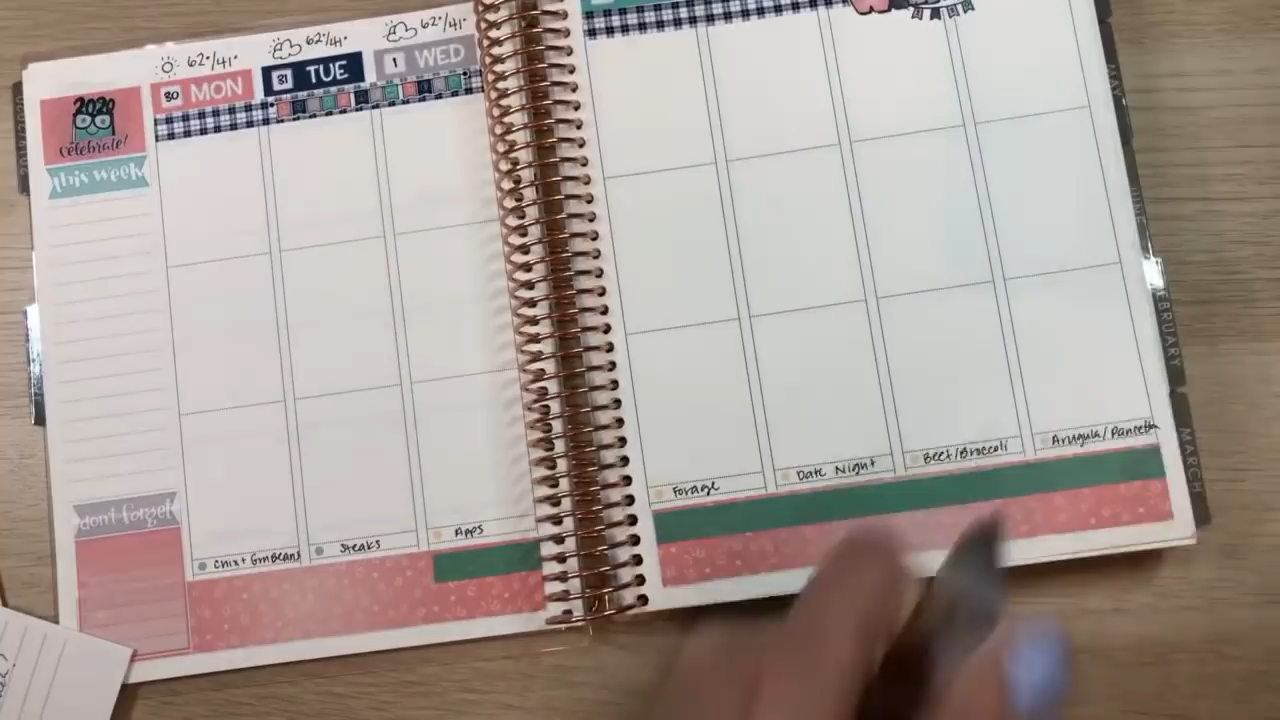 62°/41°
62°/41°
62°/41°
30 MON
31 TUE
1 WED
2020
celebrate!
this week
don't forget
Chix + GrnBeans
Steaks
Apps
Forage
Date Night
Beef/Broccoli
Arugula/Pancetta
MAY
JUNE
FEBRUARY
MARCH